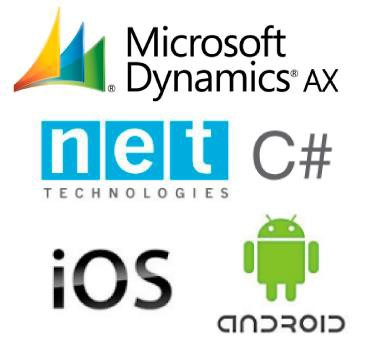 Microsoft
Dynamics® AX
®
net C#
TECHNOLOGIES
iOS
ANDROID